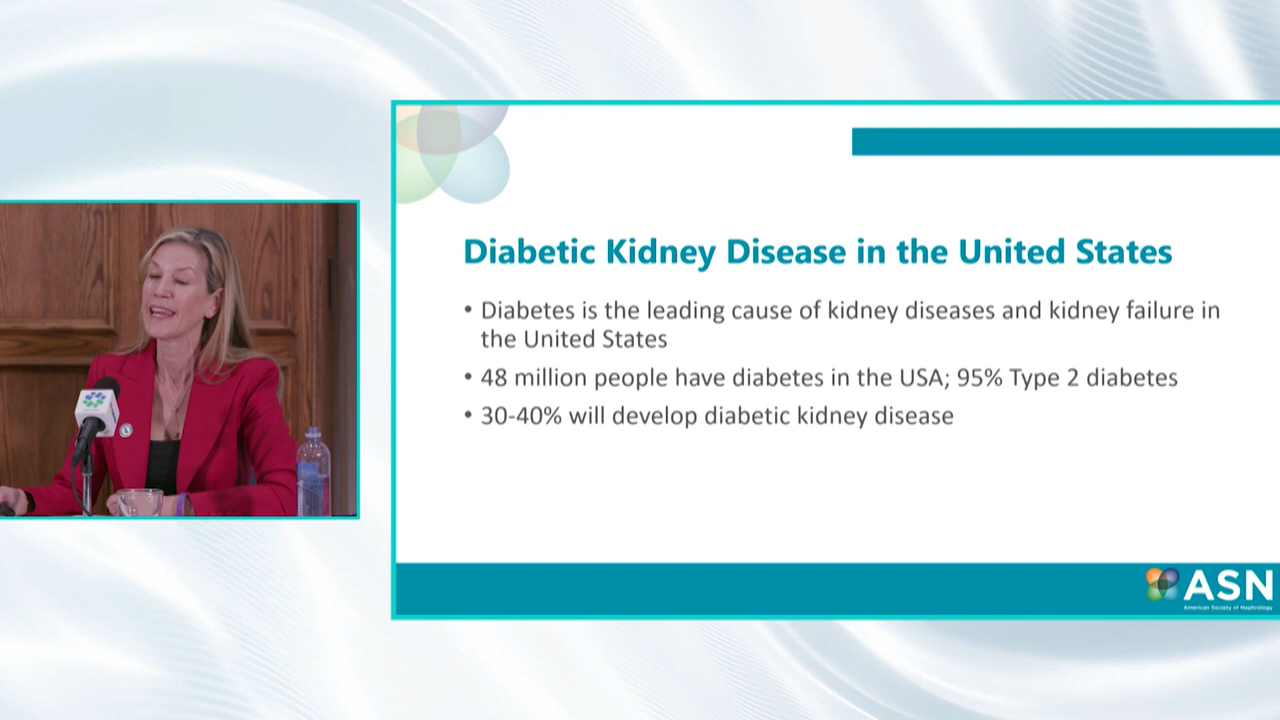 Diabetic Kidney Disease in the United States
• Diabetes is the leading cause of kidney diseases and kidney failure in
the United States
• 48 million people have diabetes in the USA; 95% Type 2 diabetes
• 30-40% will develop diabetic kidney disease
ASN
American Society of Nephrology